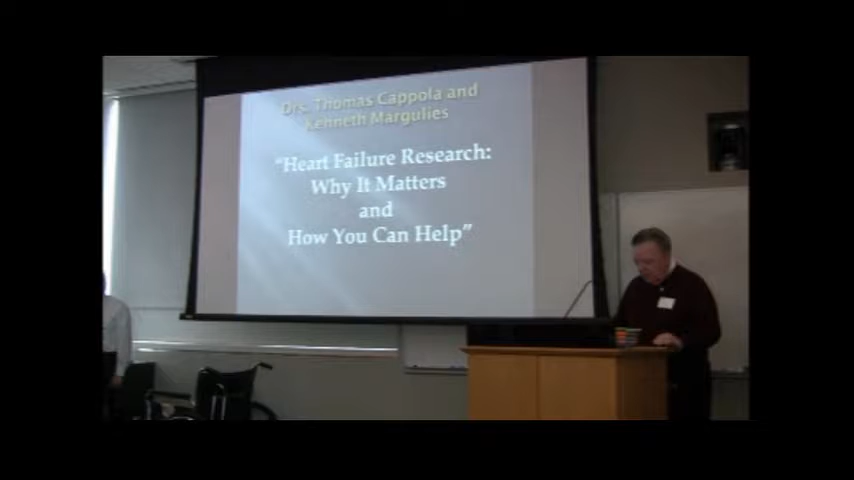 Drs. Thomas Cappola and
Kenneth Margulies
"Heart Failure Research:
Why It Matters
and
How You Can Help"